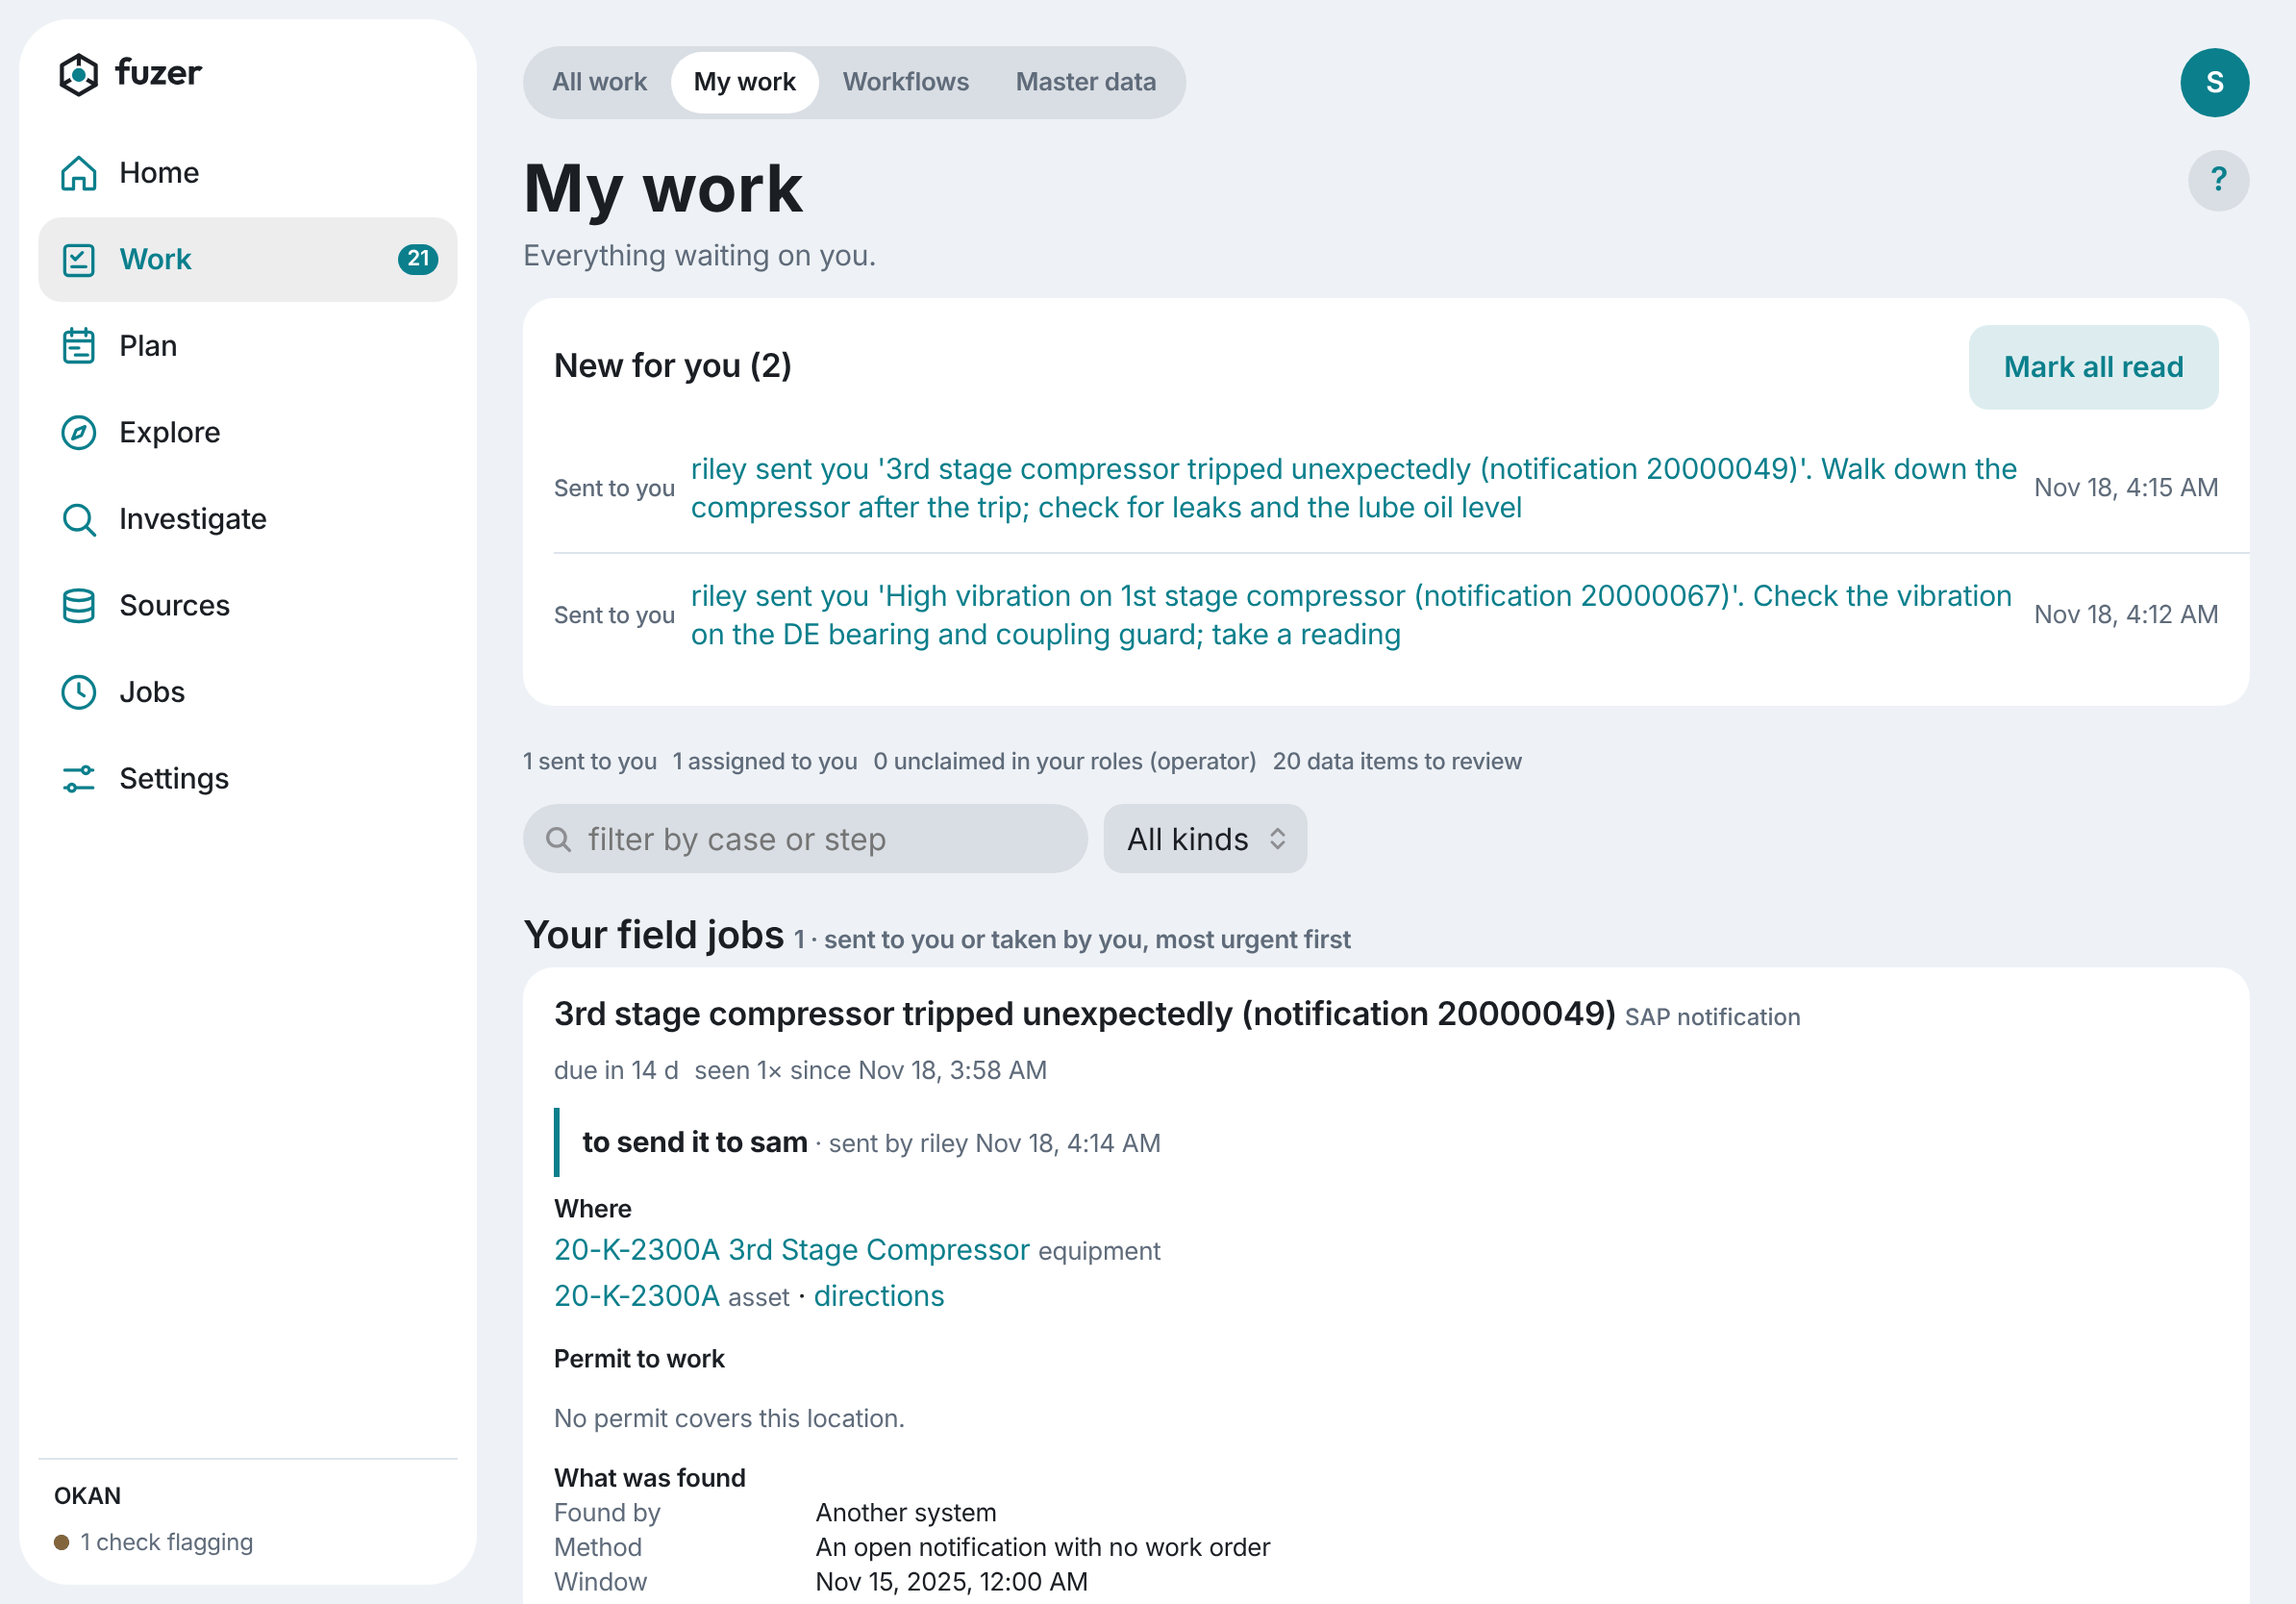 fuzer
Home
Work 21
Plan
Explore
Investigate
Sources
Jobs
Settings
OKAN
1 check flagging
All work My work Workflows Master data
S
My work
?
Everything waiting on you.
New for you (2)
Mark all read
Sent to you
riley sent you '3rd stage compressor tripped unexpectedly (notification 20000049)'. Walk down the
compressor after the trip; check for leaks and the lube oil level
Nov 18, 4:15 AM
Sent to you
riley sent you 'High vibration on 1st stage compressor (notification 20000067)'. Check the vibration
on the DE bearing and coupling guard; take a reading
Nov 18, 4:12 AM
1 sent to you 1 assigned to you 0 unclaimed in your roles (operator) 20 data items to review
filter by case or step
All kinds
Your field jobs 1 · sent to you or taken by you, most urgent first
3rd stage compressor tripped unexpectedly (notification 20000049) SAP notification
due in 14 d seen 1× since Nov 18, 3:58 AM
to send it to sam · sent by riley Nov 18, 4:14 AM
Where
20-K-2300A 3rd Stage Compressor equipment
20-K-2300A asset · directions
Permit to work
No permit covers this location.
What was found
Found by Another system
Method An open notification with no work order
Window Nov 15, 2025, 12:00 AM